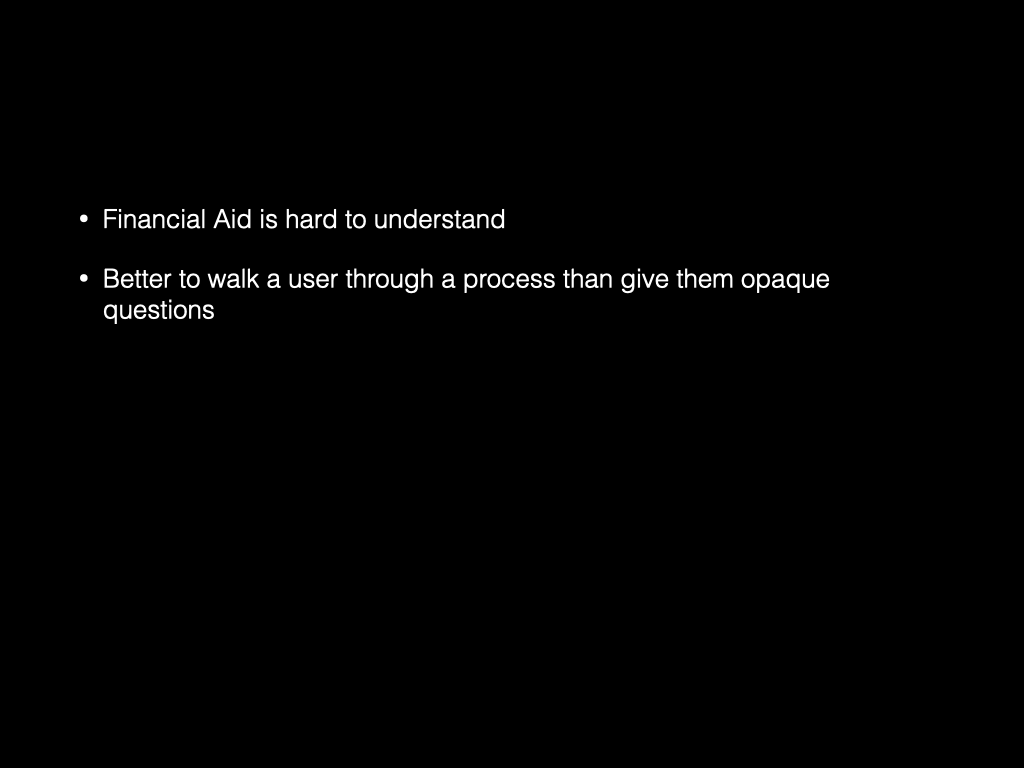 • Financial Aid is hard to understand
• Better to walk a user through a process than give them opaque
questions